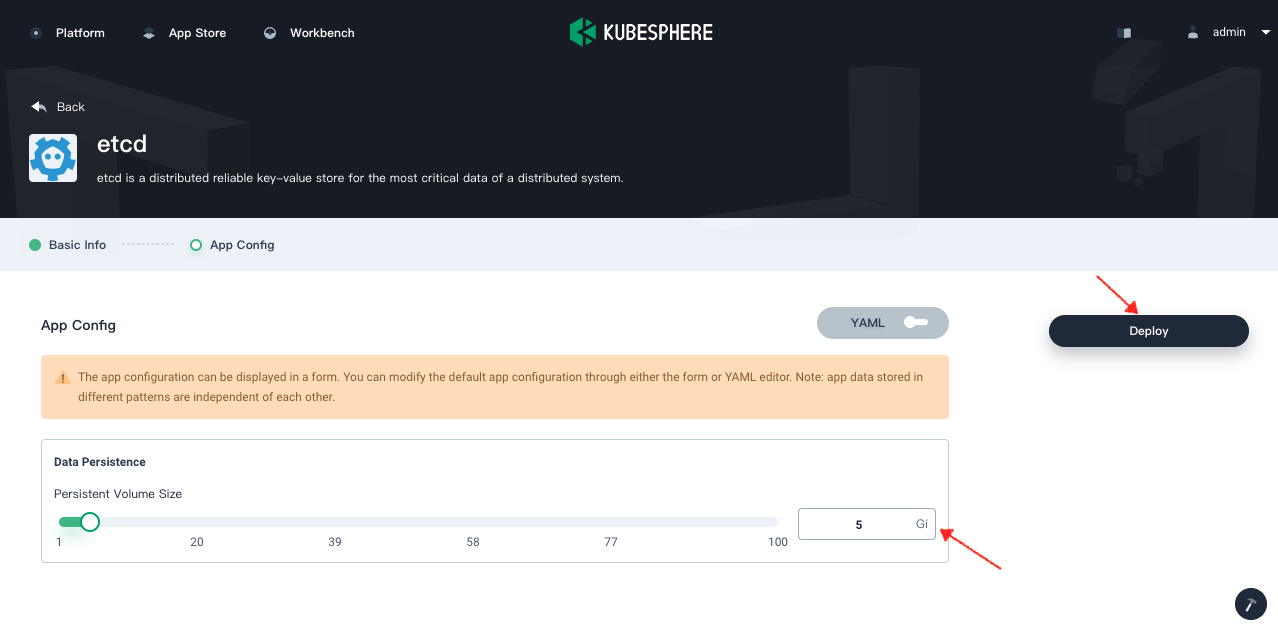 Platform
App Store
Workbench
KUBESPHERE
admin
Back
etcd
etcd is a distributed reliable key-value store for the most critical data of a distributed system.
Basic Info
App Config
App Config
YAML
Deploy
The app configuration can be displayed in a form. You can modify the default app configuration through either the form or YAML editor. Note: app data stored in
different patterns are independent of each other.
Data Persistence
Persistent Volume Size
5 Gi
1 20 39 58 77 100